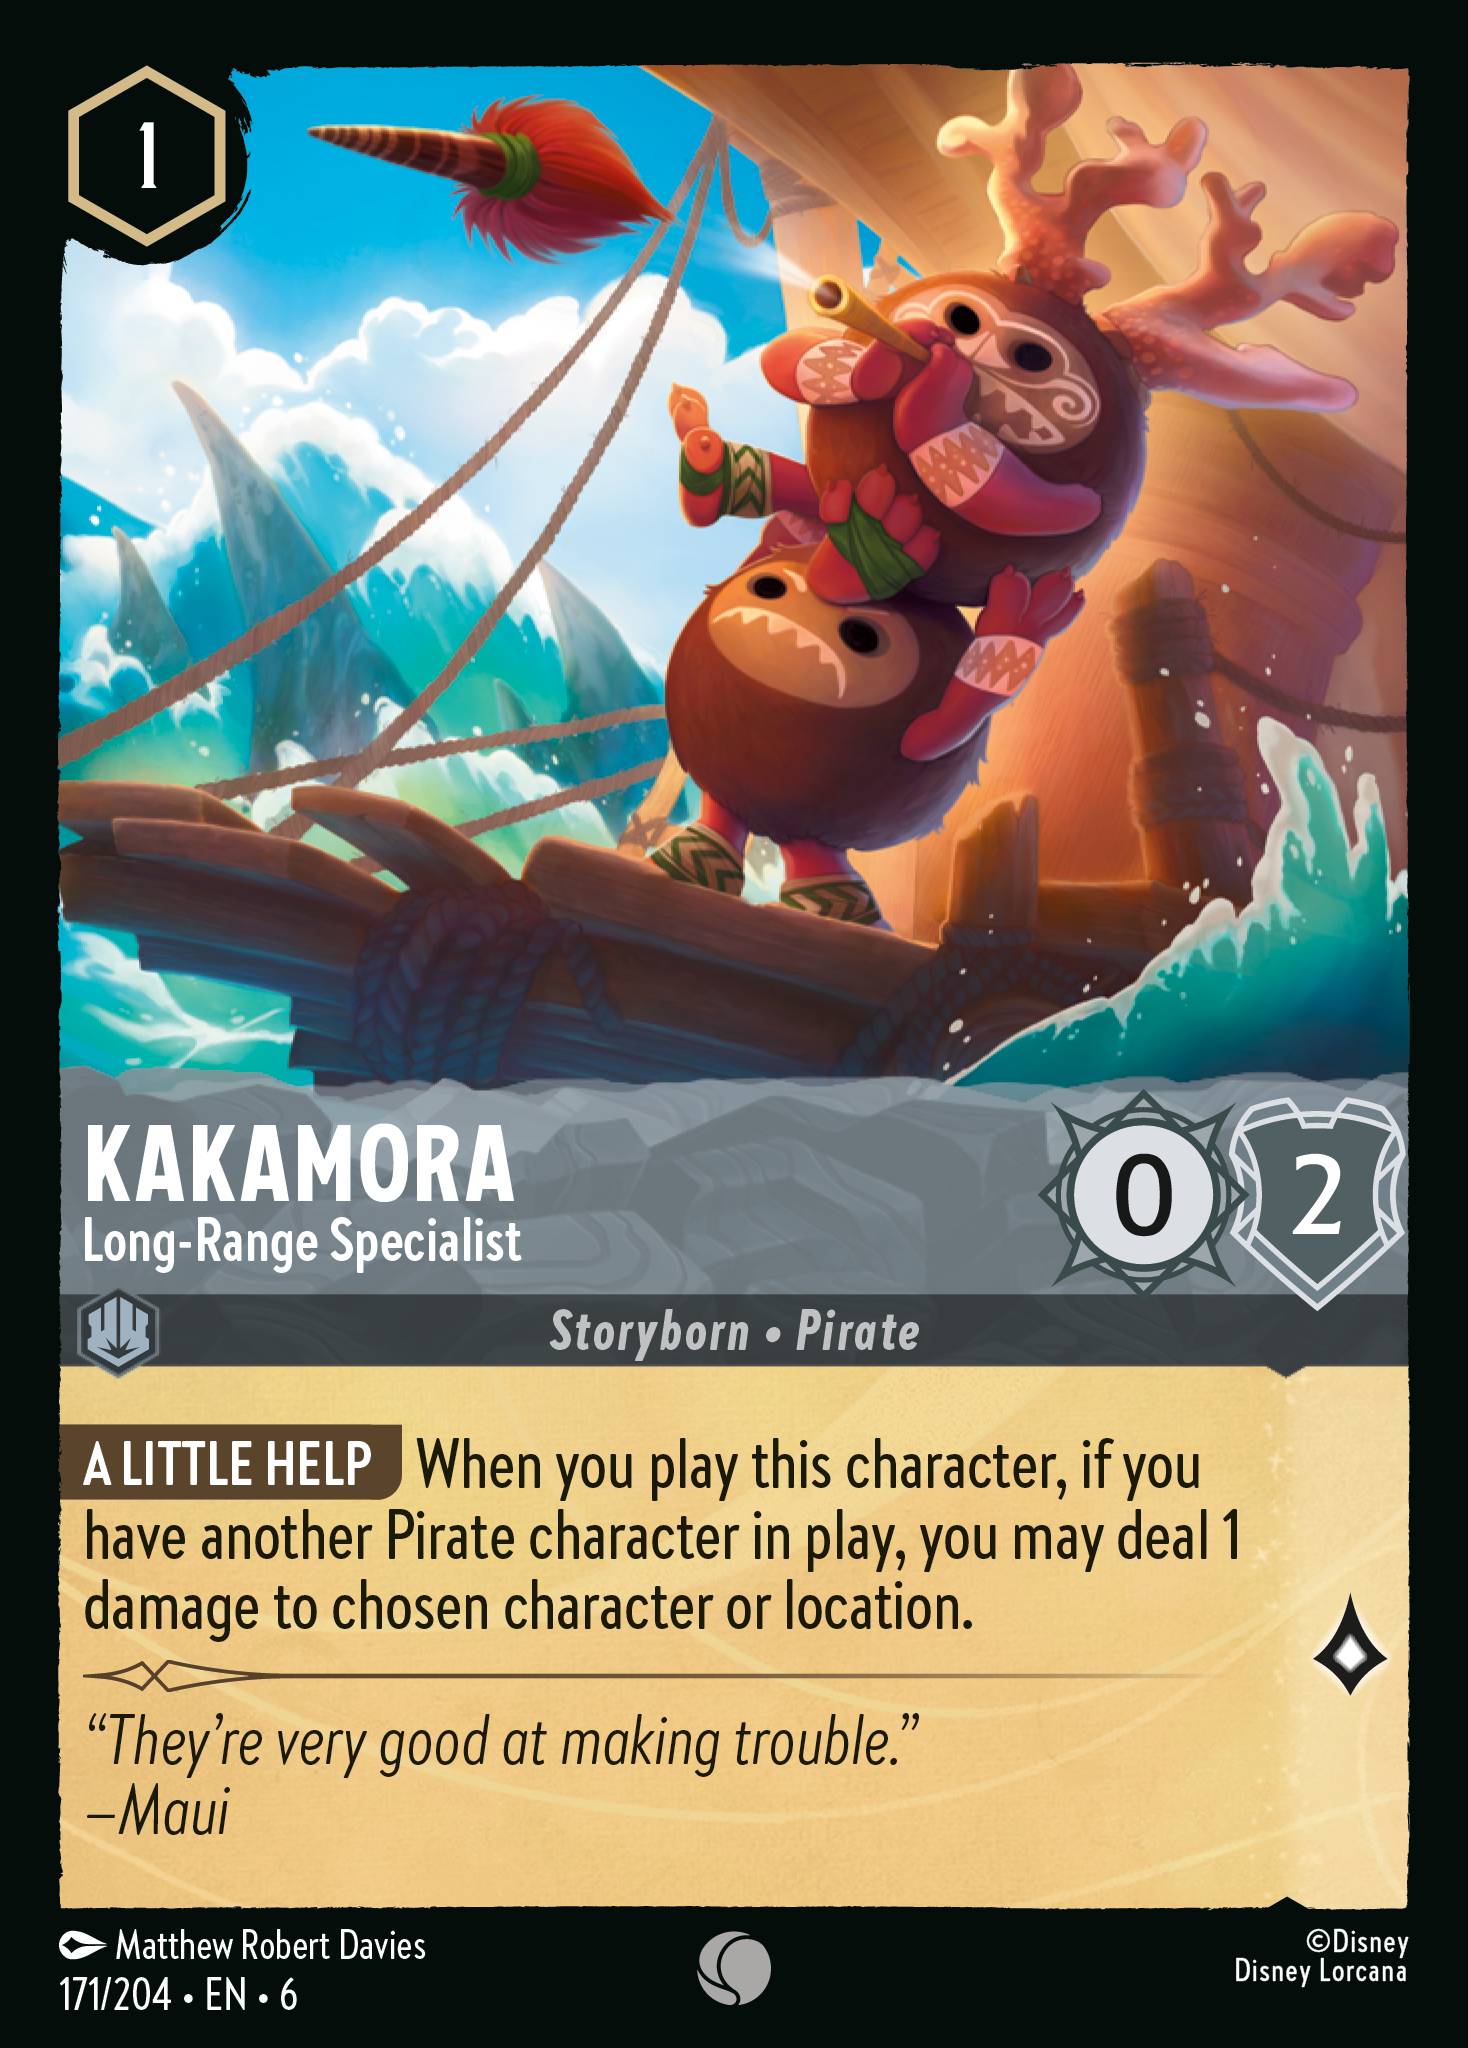 1
KAKAMORA
Long-Range Specialist
0 2
Storyborn • Pirate
A LITTLE HELP When you play this character, if you
have another Pirate character in play, you may deal 1
damage to chosen character or location.
“They’re very good at making trouble.”
–Maui
Matthew Robert Davies
171/204 • EN • 6
©Disney
Disney Lorcana